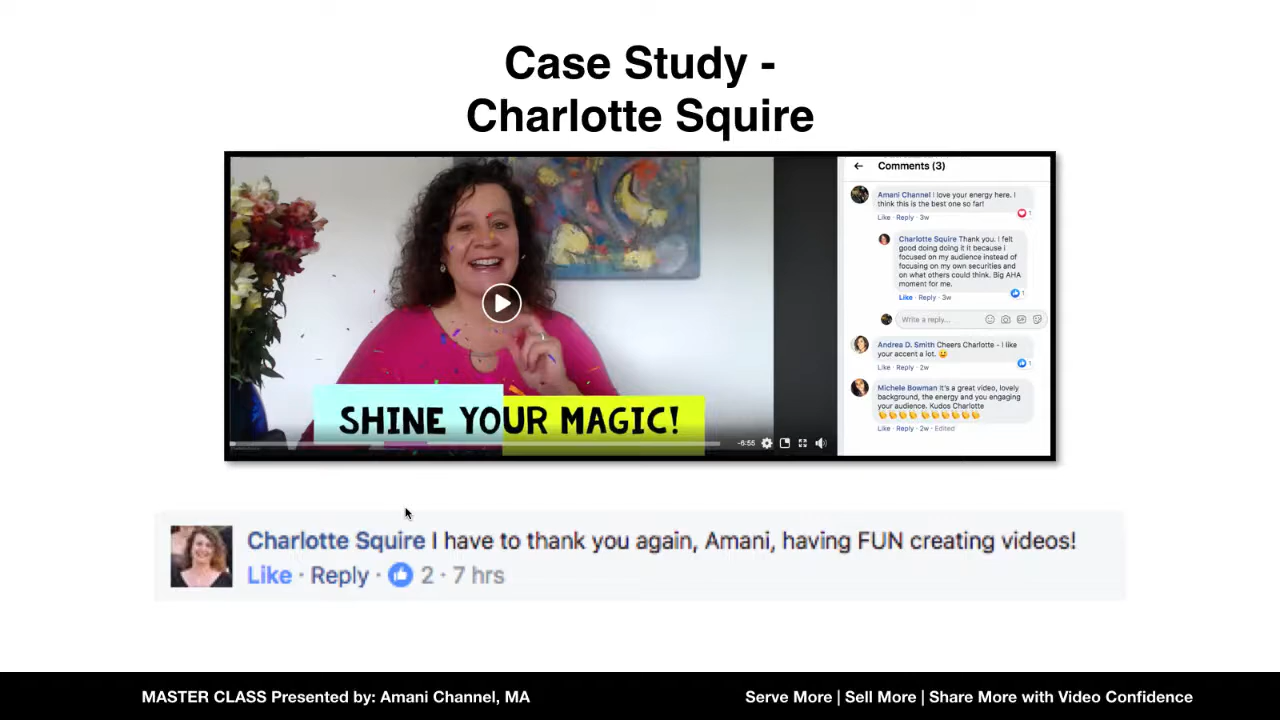 Case Study -
Charlotte Squire
Comments (3)
Amani Channel I love your energy here. I
think this is the best one so far!
1
Like · Reply · 3w
Charlotte Squire Thank you. I felt
good doing doing it it because i
focused on my audience instead of
focusing on my own securities and
on what others could think. Big AHA
moment for me.
1
Like · Reply · 3w
Write a reply...
Andrea D. Smith Cheers Charlotte - I like
your accent a lot. 😀
1
Like · Reply · 2w
Michele Bowman It's a great video, lovely
background, the energy and you engaging
your audience. Kudos Charlotte
👏👏👏👏👏👏👏👏👏
Like · Reply · 2w · Edited
SHINE YOUR MAGIC!
-6:55
Charlotte Squire I have to thank you again, Amani, having FUN creating videos!
Like · Reply · 2 · 7 hrs
MASTER CLASS Presented by: Amani Channel, MA
Serve More | Sell More | Share More with Video Confidence